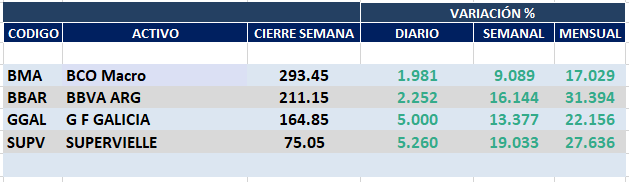 VARIACIÓN %
CODIGO ACTIVO CIERRE SEMANA DIARIO SEMANAL MENSUAL
BMA BCO Macro 293.45 1.981 9.089 17.029
BBAR BBVA ARG 211.15 2.252 16.144 31.394
GGAL G F GALICIA 164.85 5.000 13.377 22.156
SUPV SUPERVIELLE 75.05 5.260 19.033 27.636